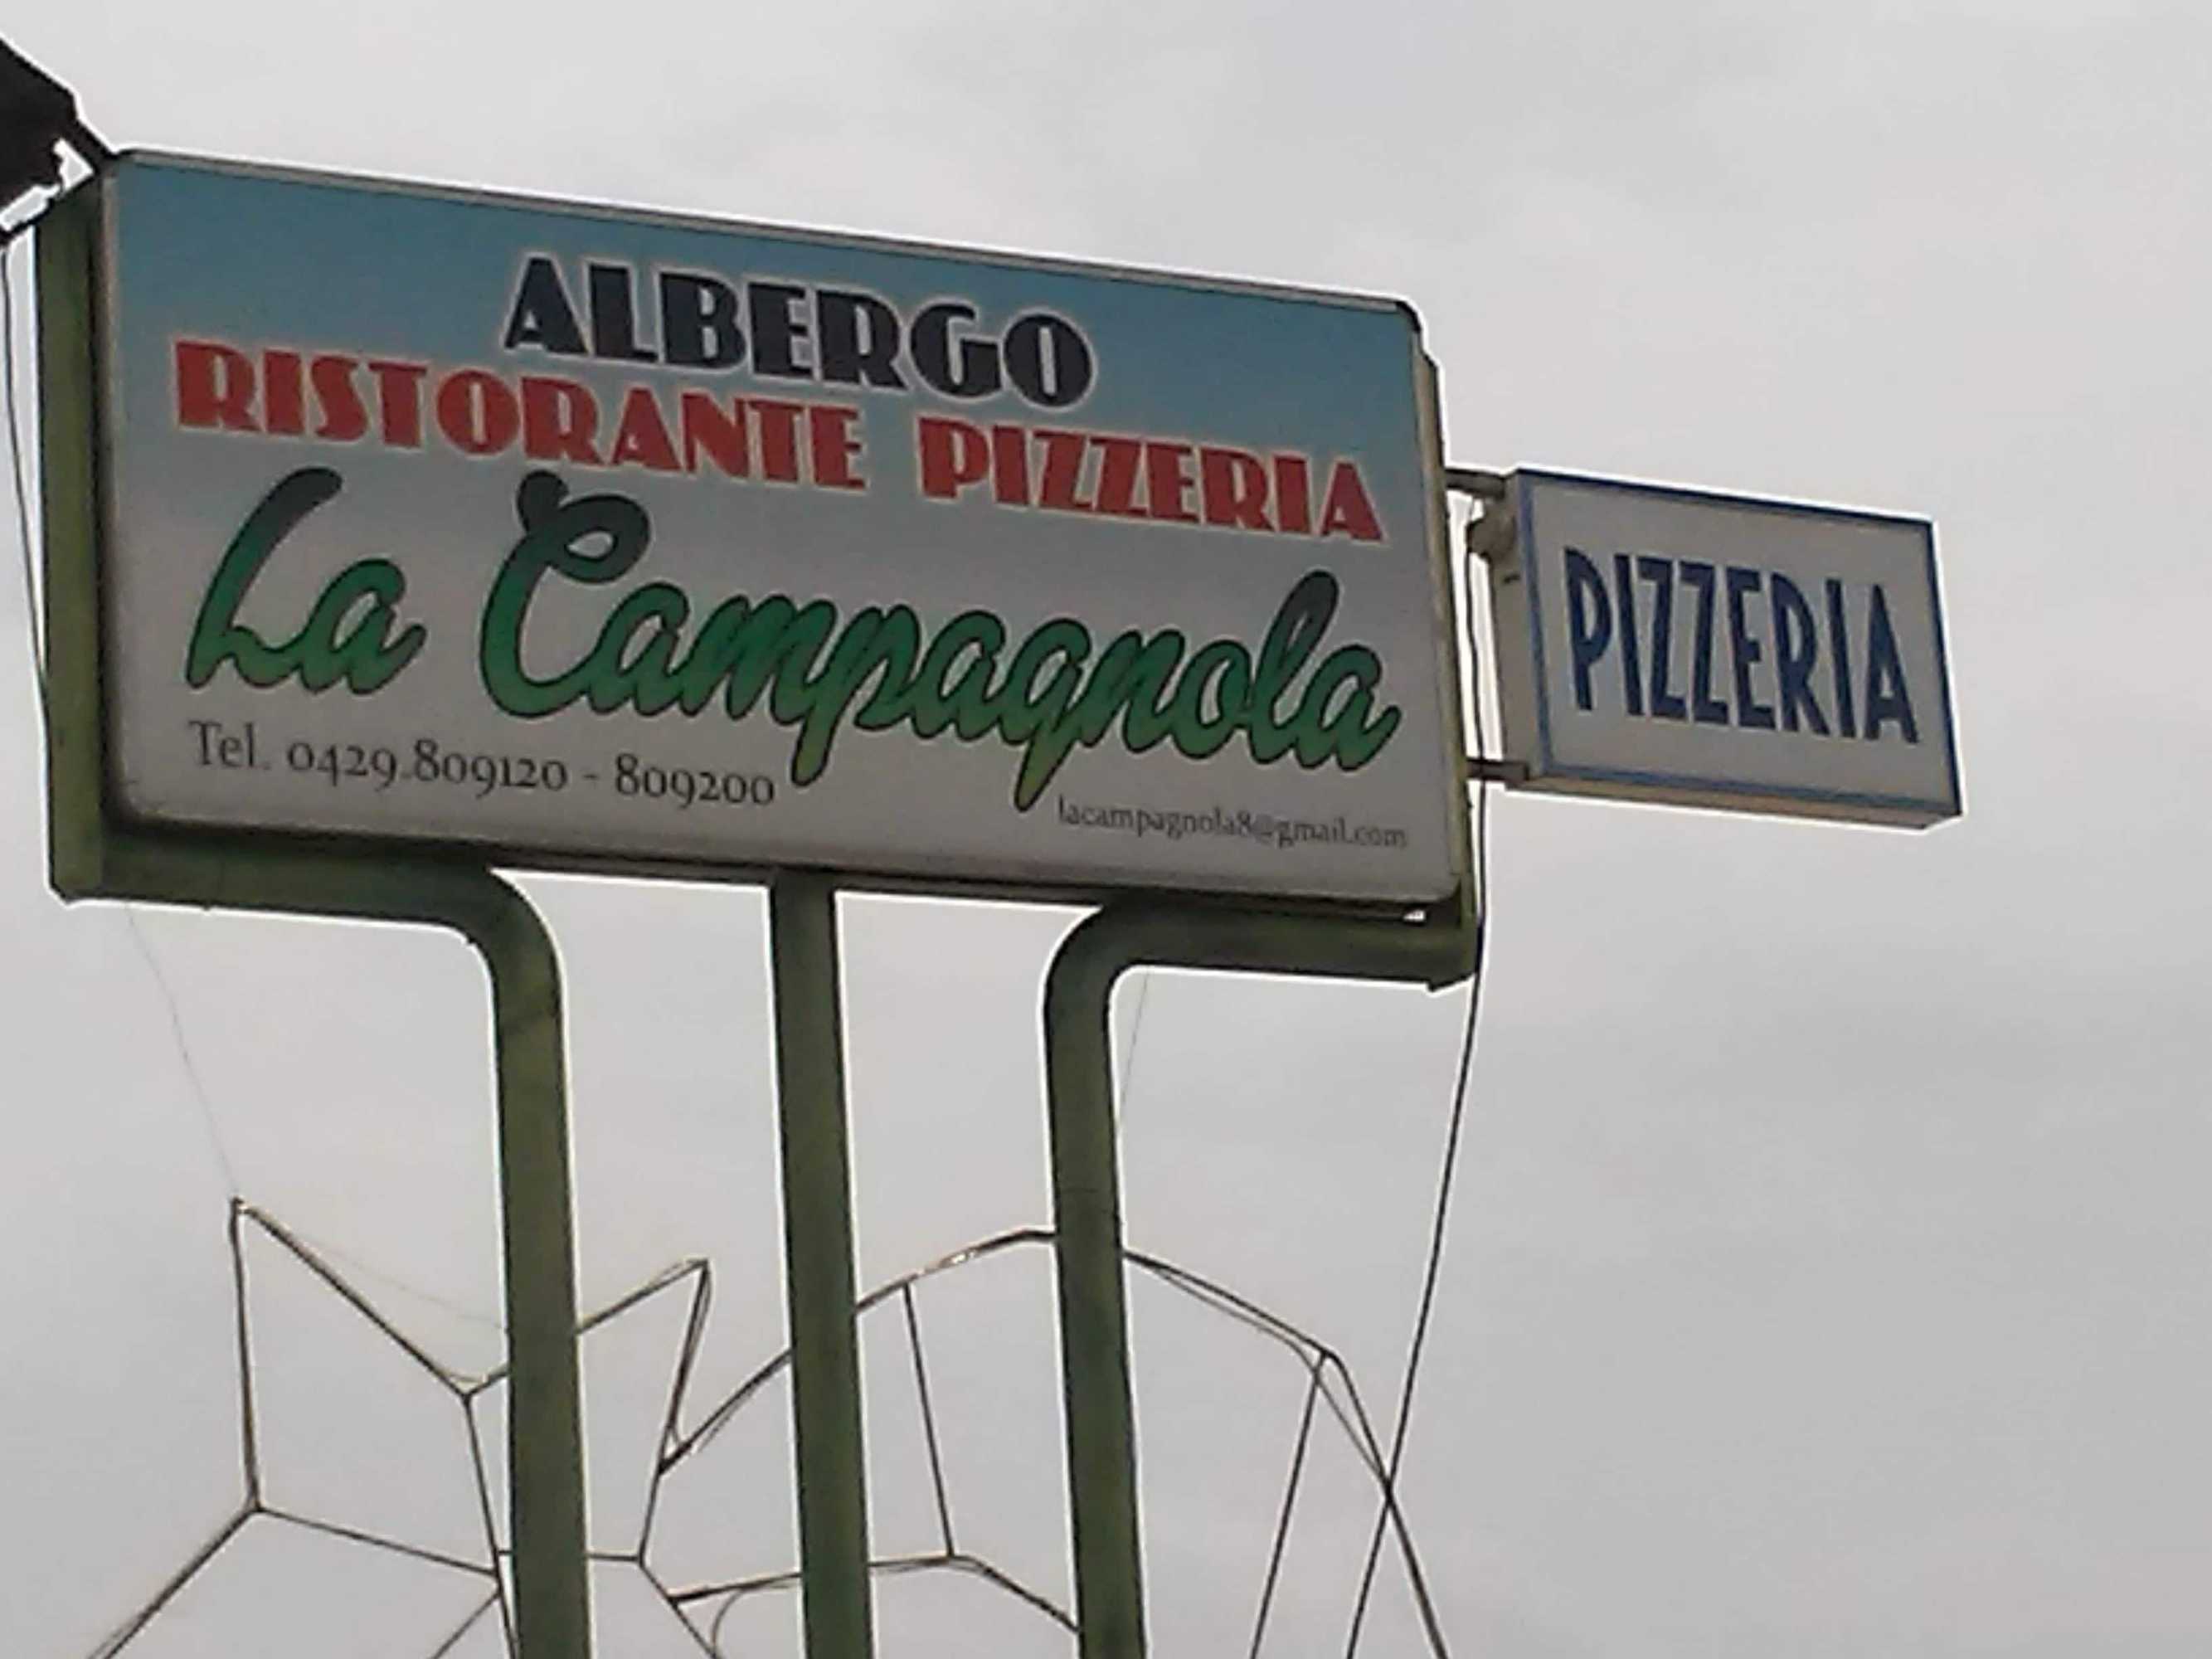 ALBERGO
RISTORANTE PIZZERIA
La Campagnola
Tel. 0429.809120 - 809200
lacampagnola8@gmail.com
PIZZERIA